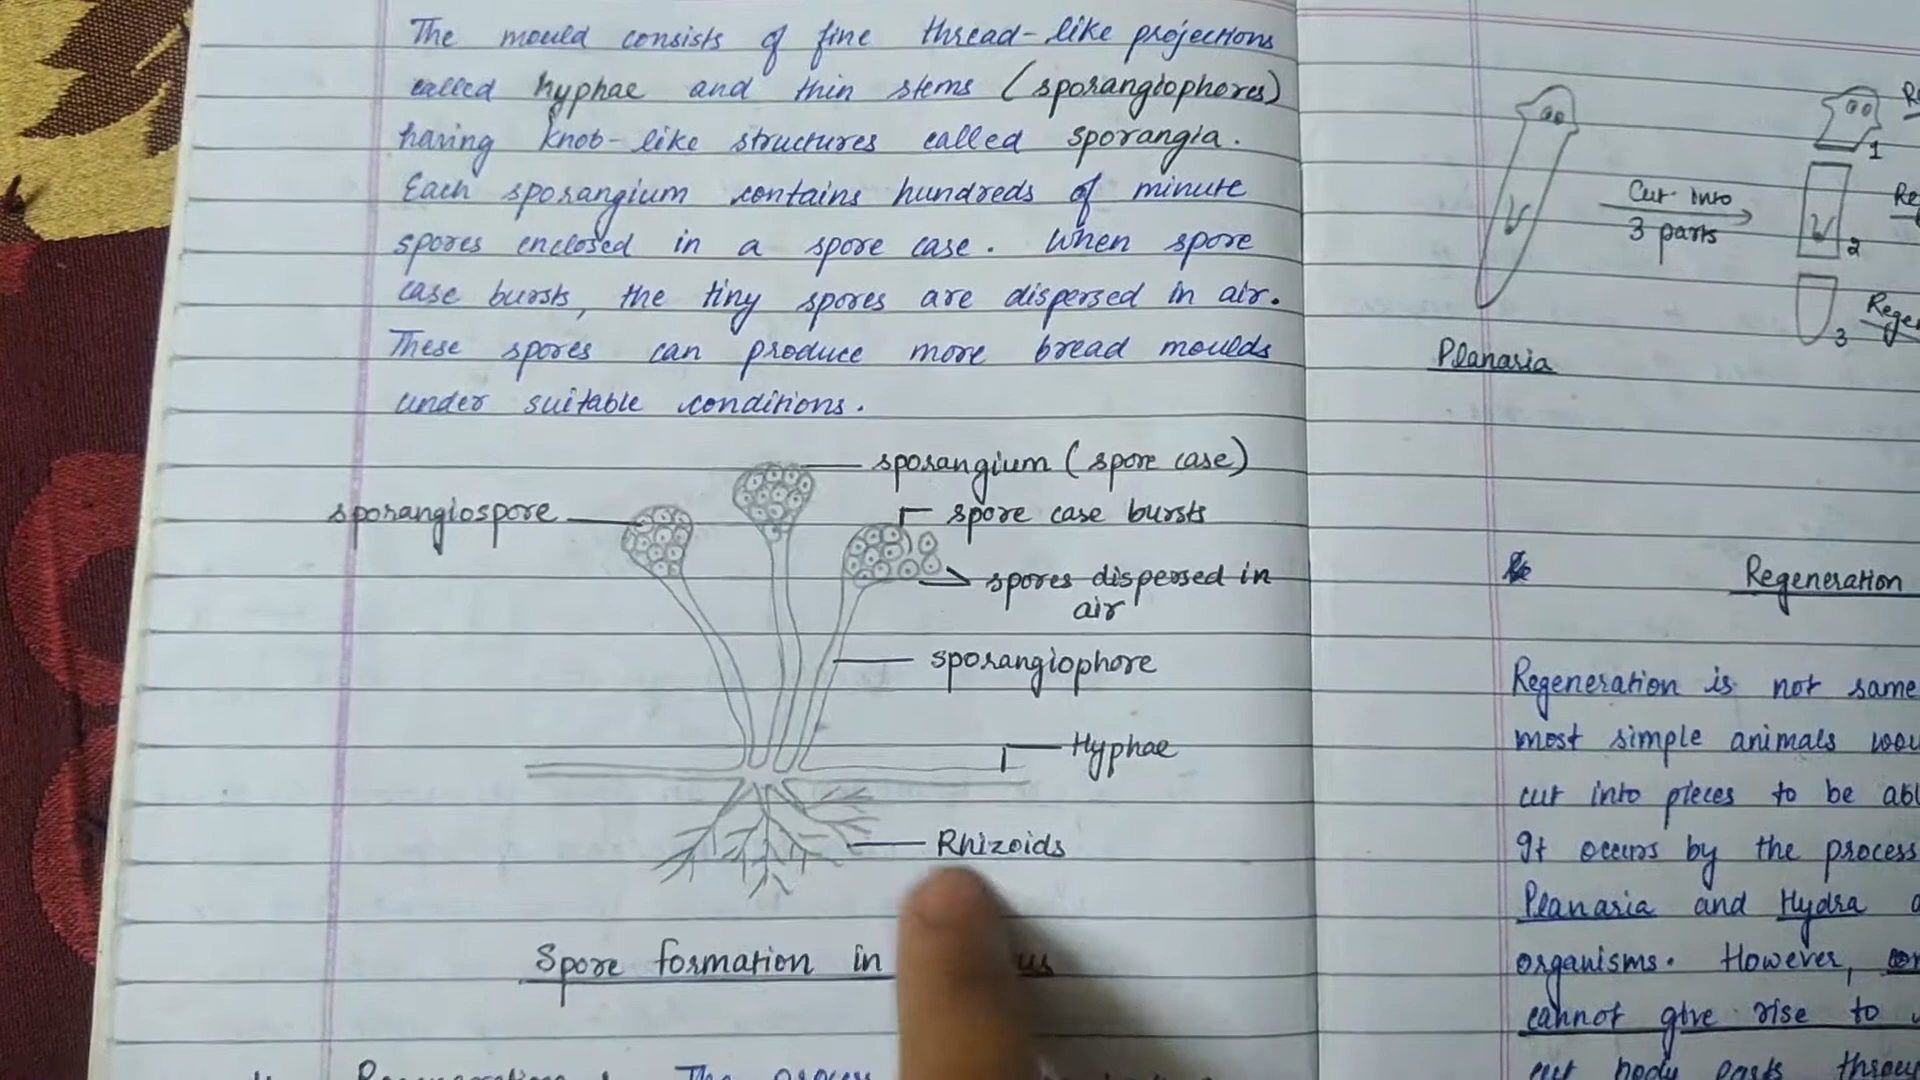 The mould consists of fine thread-like projections
called hyphae and thin stems (sporangiophores)
having knob-like structures called sporangia.
Each sporangium contains hundreds of minute
spores enclosed in a spore case. When spore
case bursts, the tiny spores are dispersed in air.
These spores can produce more bread moulds
under suitable conditions.
sporangium (spore case)
sporangiospore
spore case bursts
spores dispersed in
air
sporangiophore
Hyphae
Rhizoids
Spore formation in
The process
Cut into
3 parts
1
2
3
Planaria
Regeneration
Regeneration is not same
most simple animals
cut into pieces to be
It occurs by the process
Planaria and Hydra
organisms. However,
cannot give rise to
cut body parts